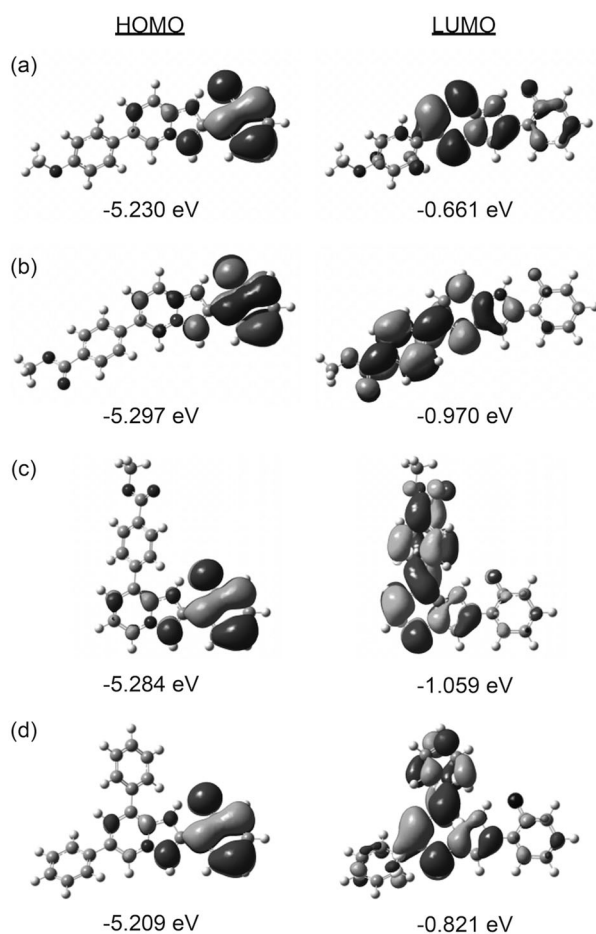 HOMO LUMO
(a)
-5.230 eV -0.661 eV
(b)
-5.297 eV -0.970 eV
(c)
-5.284 eV -1.059 eV
(d)
-5.209 eV -0.821 eV